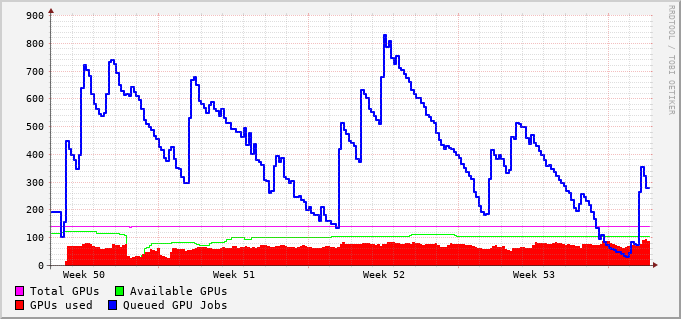 900
800
700
600
500
400
300
200
100
0
Week 50 Week 51 Week 52 Week 53
Total GPUs Available GPUs
GPUs used Queued GPU Jobs
RRDTOOL / TOBI OETIKER